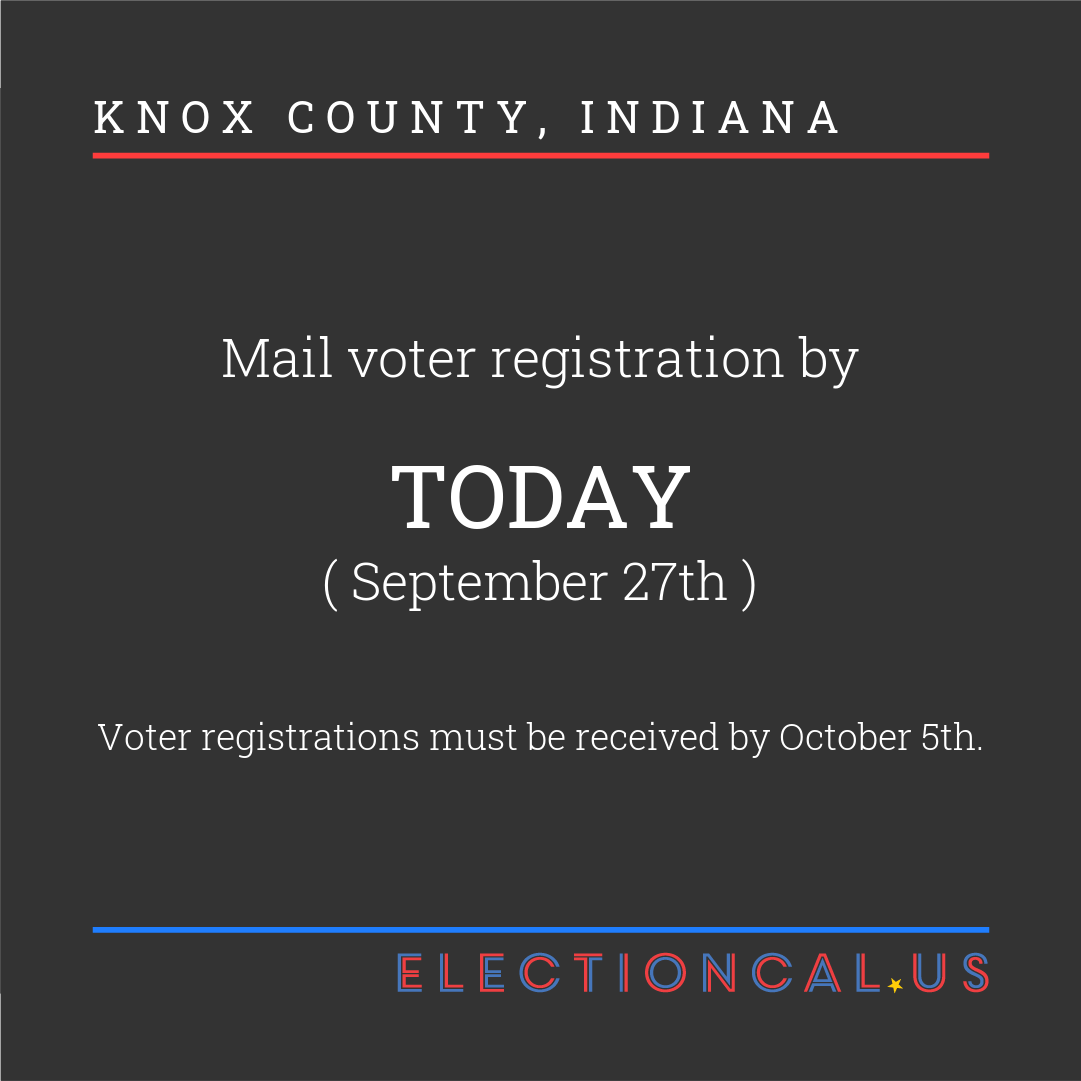 KNOX COUNTY, INDIANA
Mail voter registration by
TODAY
( September 27th )
Voter registrations must be received by October 5th.
ELECTIONCAL.US